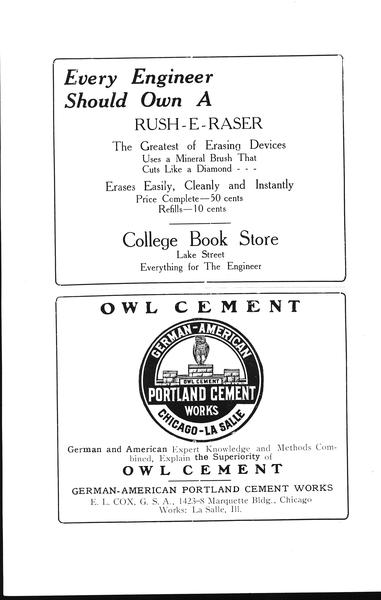 Every Engineer
Should Own A
RUSH-E-RASER
The Greatest of Erasing Devices
Uses a Mineral Brush That
Cuts Like a Diamond - - -
Erases Easily, Cleanly and Instantly
Price Complete—50 cents
Refills—10 cents
College Book Store
Lake Street
Everything for The Engineer
OWL CEMENT
GERMAN-AMERICAN
OWL CEMENT
PORTLAND CEMENT
WORKS
CHICAGO-LA SALLE
German and American Expert Knowledge and Methods Com-
bined, Explain the Superiority of
OWL CEMENT
GERMAN-AMERICAN PORTLAND CEMENT WORKS
E. L. COX, G. S. A., 1423-8 Marquette Bldg., Chicago
Works: La Salle, Ill.